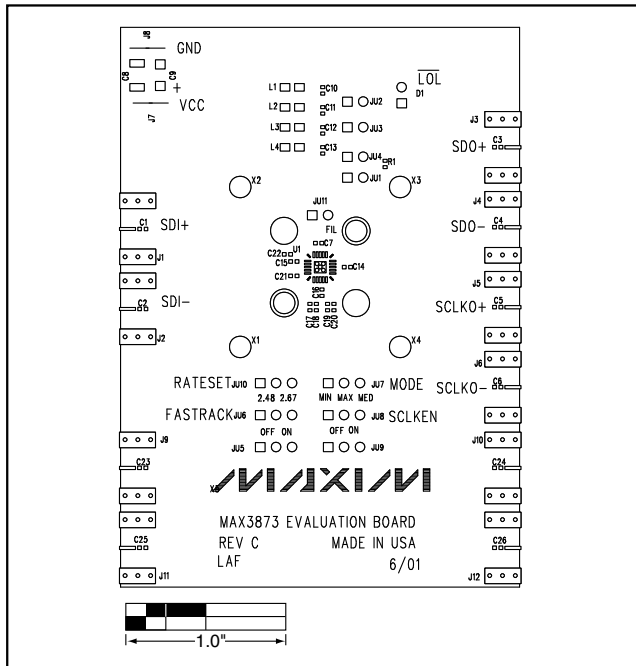 J8
GND
C8
C9
+
VCC
J7
L1
C10
L2
C11
L3
C12
L4
C13
JU2
JU3
JU4
R1
JU1
LOL
D1
J3
SDO+
C3
J4
SDO-
C4
J5
SCLKO+
C5
J6
SCLKO-
C6
X2
X3
JU11
FIL
C7
C22
U1
C15
C14
C21
C16
C17
C18
C19
C20
C1
SDI+
J1
SDI-
C2
J2
X1
X4
RATESET JU10
JU7 MODE
2.48 2.67
MIN MAX MED
FASTRACK JU6
JU8 SCLKEN
OFF ON
OFF ON
JU5
JU9
J9
J10
C23
C24
X5
MAXIM
MAX3873 EVALUATION BOARD
REV C
MADE IN USA
LAF
6/01
C25
C26
J11
J12
1.0"